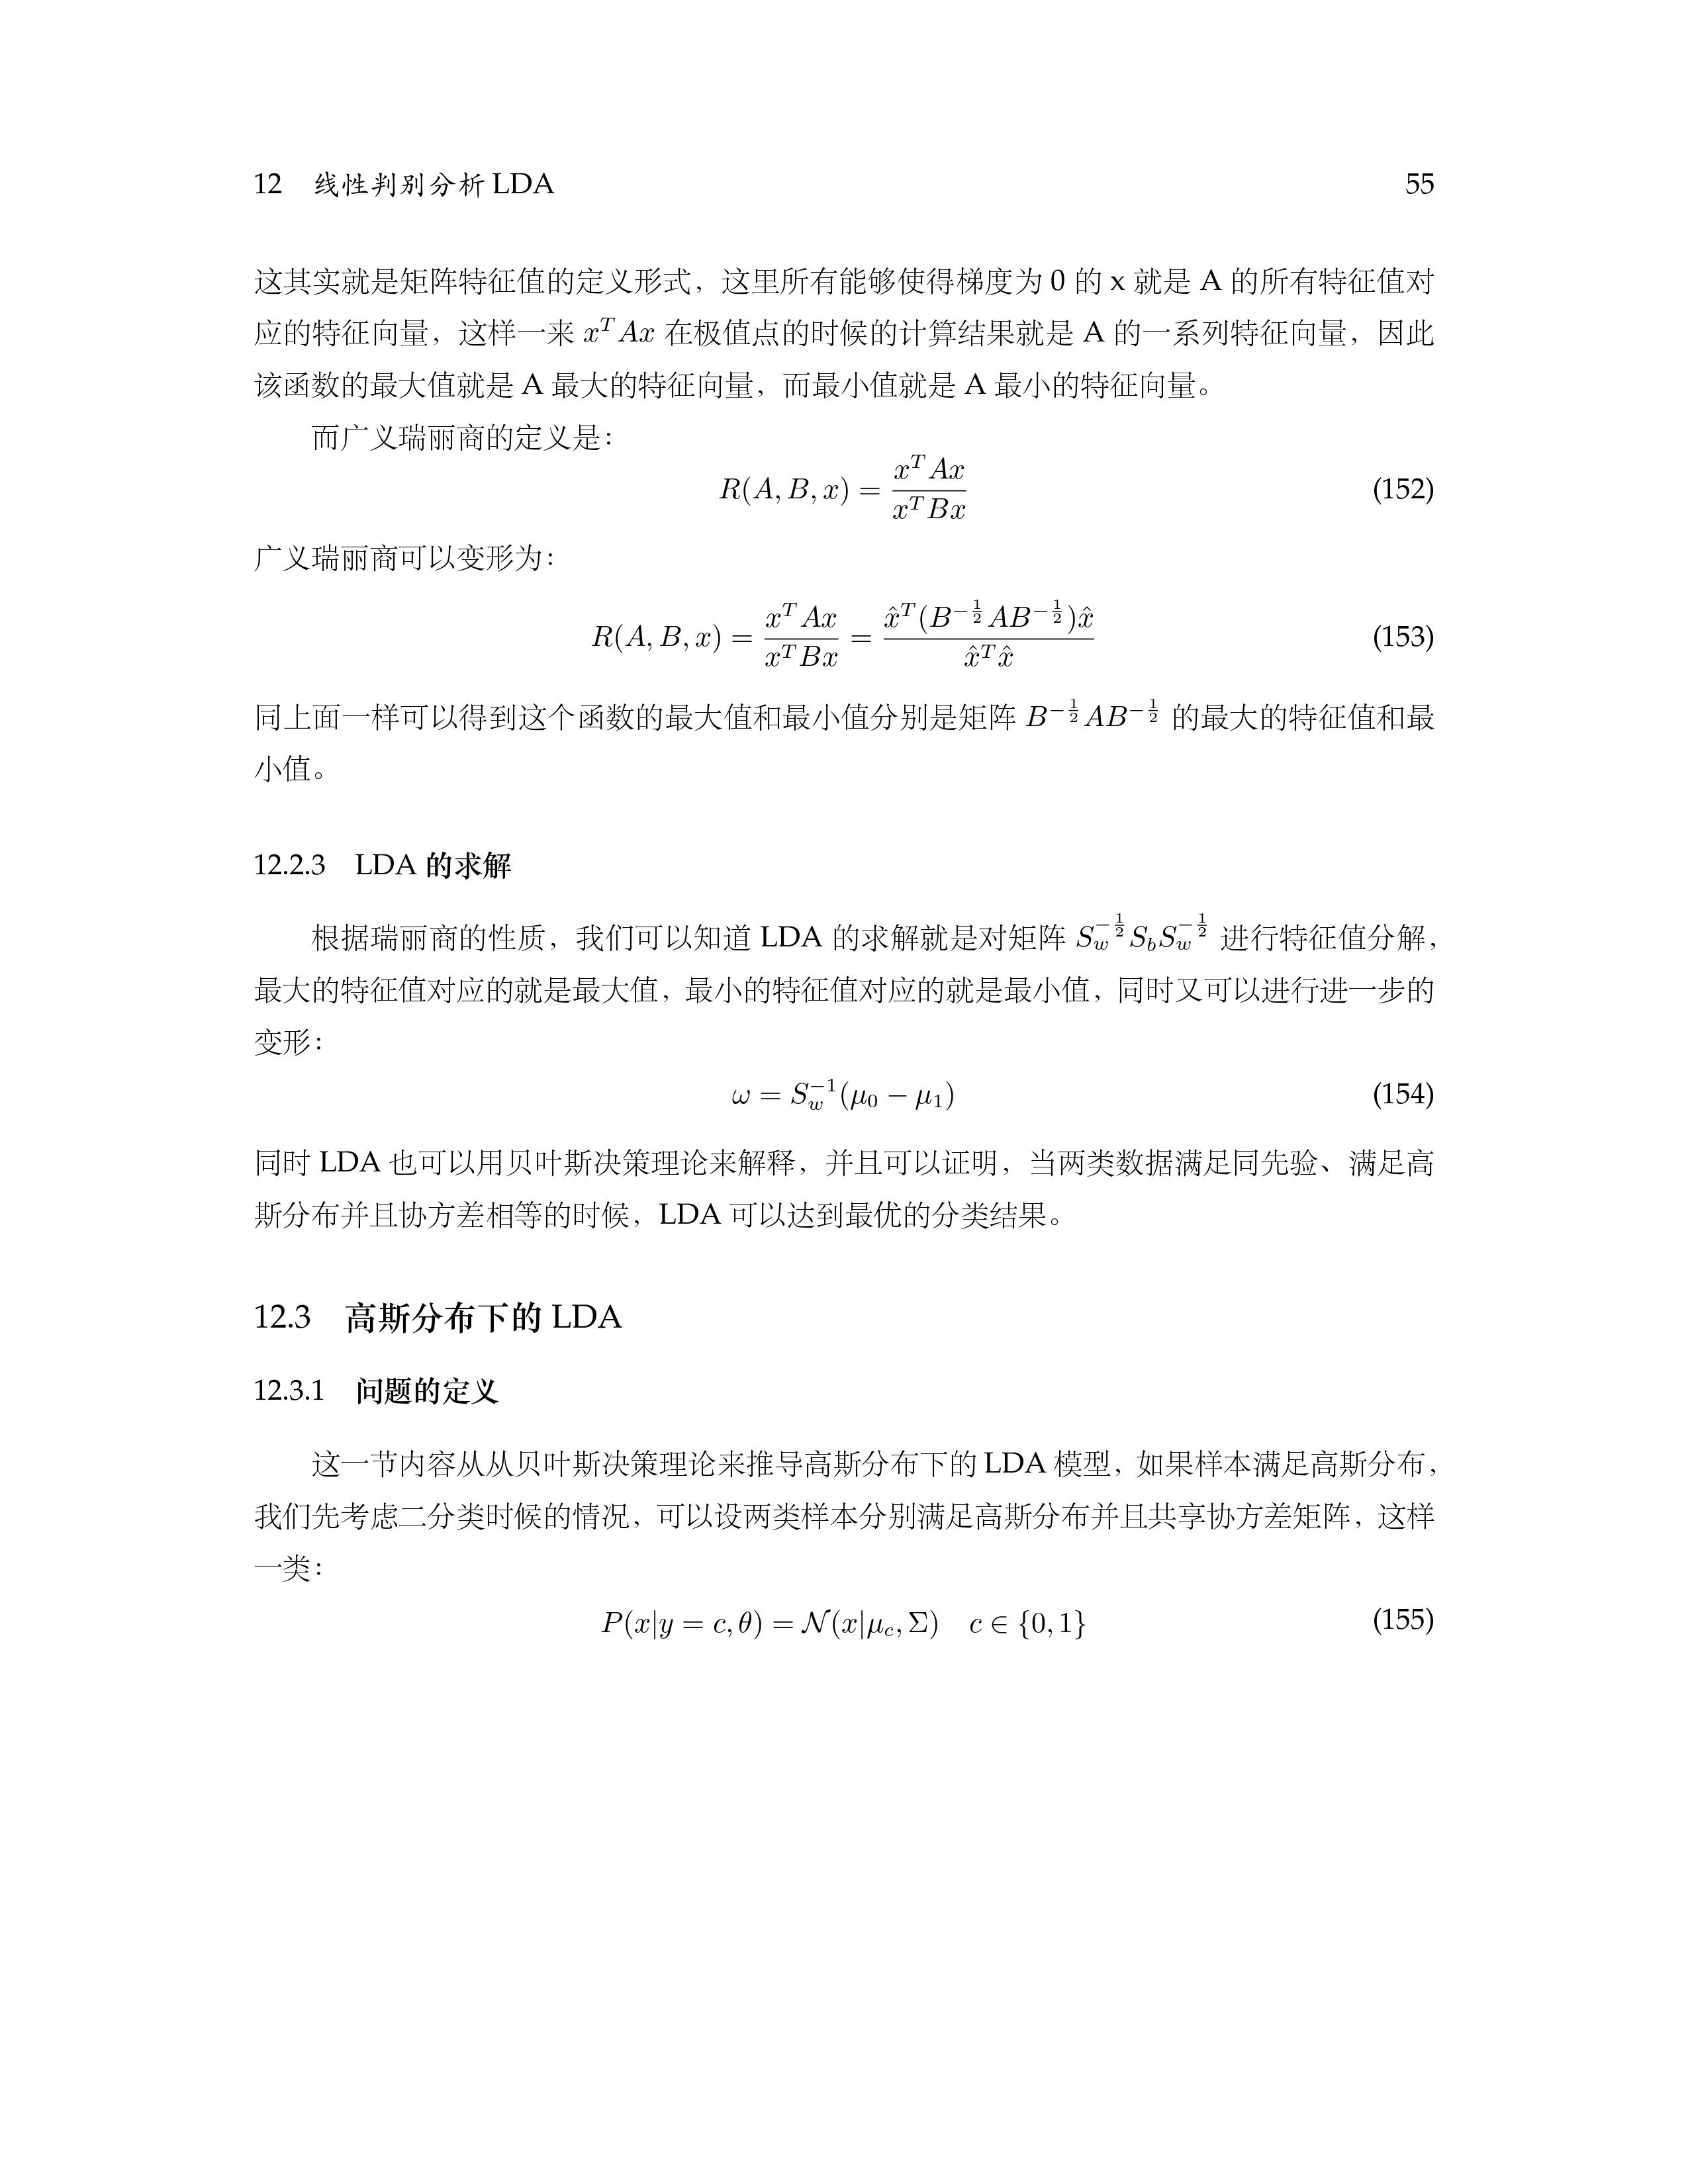 12 线性判别分析 LDA 55
这其实就是矩阵特征值的定义形式，这里所有能够使得梯度为 0 的 x 就是 A 的所有特征值对
应的特征向量，这样一来 $x^T Ax$ 在极值点的时候的计算结果就是 A 的一系列特征向量，因此
该函数的最大值就是 A 最大的特征向量，而最小值就是 A 最小的特征向量。
而广义瑞丽商的定义是：
$R(A, B, x) = \frac{x^T Ax}{x^T Bx}$ (152)
广义瑞丽商可以变形为：
$R(A, B, x) = \frac{x^T Ax}{x^T Bx} = \frac{\hat{x}^T (B^{-\frac{1}{2}} AB^{-\frac{1}{2}})\hat{x}}{\hat{x}^T \hat{x}}$ (153)
同上面一样可以得到这个函数的最大值和最小值分别是矩阵 $B^{-\frac{1}{2}} AB^{-\frac{1}{2}}$ 的最大的特征值和最
小值。
12.2.3 LDA 的求解
根据瑞丽商的性质，我们可以知道 LDA 的求解就是对矩阵 $S_w^{-\frac{1}{2}} S_b S_w^{-\frac{1}{2}}$ 进行特征值分解，
最大的特征值对应的就是最大值，最小的特征值对应的就是最小值，同时又可以进行进一步的
变形：
$\omega = S_w^{-1}(\mu_0 - \mu_1)$ (154)
同时 LDA 也可以用贝叶斯决策理论来解释，并且可以证明，当两类数据满足同先验、满足高
斯分布并且协方差相等的时候，LDA 可以达到最优的分类结果。
12.3 高斯分布下的 LDA
12.3.1 问题的定义
这一节内容从从贝叶斯决策理论来推导高斯分布下的 LDA 模型，如果样本满足高斯分布，
我们先考虑二分类时候的情况，可以设两类样本分别满足高斯分布并且共享协方差矩阵，这样
一类：
$P(x|y = c, \theta) = \mathcal{N}(x|\mu_c, \Sigma) \quad c \in \{0, 1\}$ (155)